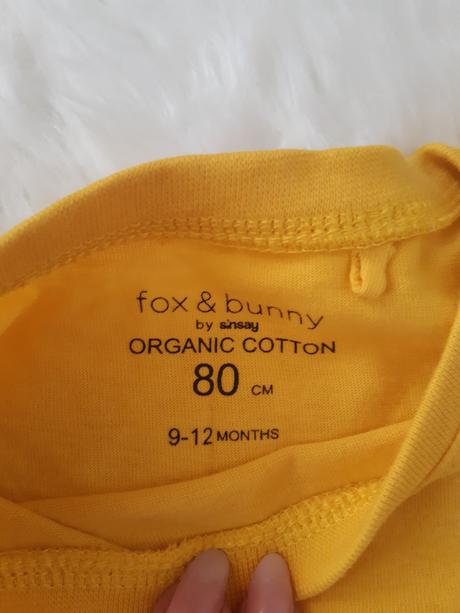 fox & bunny
by sinsay
ORGANIC COTTON
80 CM
9-12 MONTHS